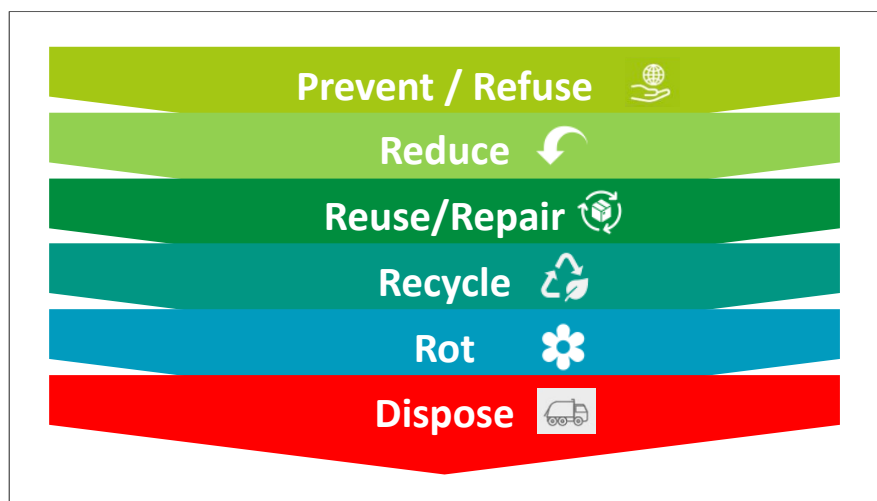 Prevent / Refuse
Reduce
Reuse/Repair
Recycle
Rot
Dispose